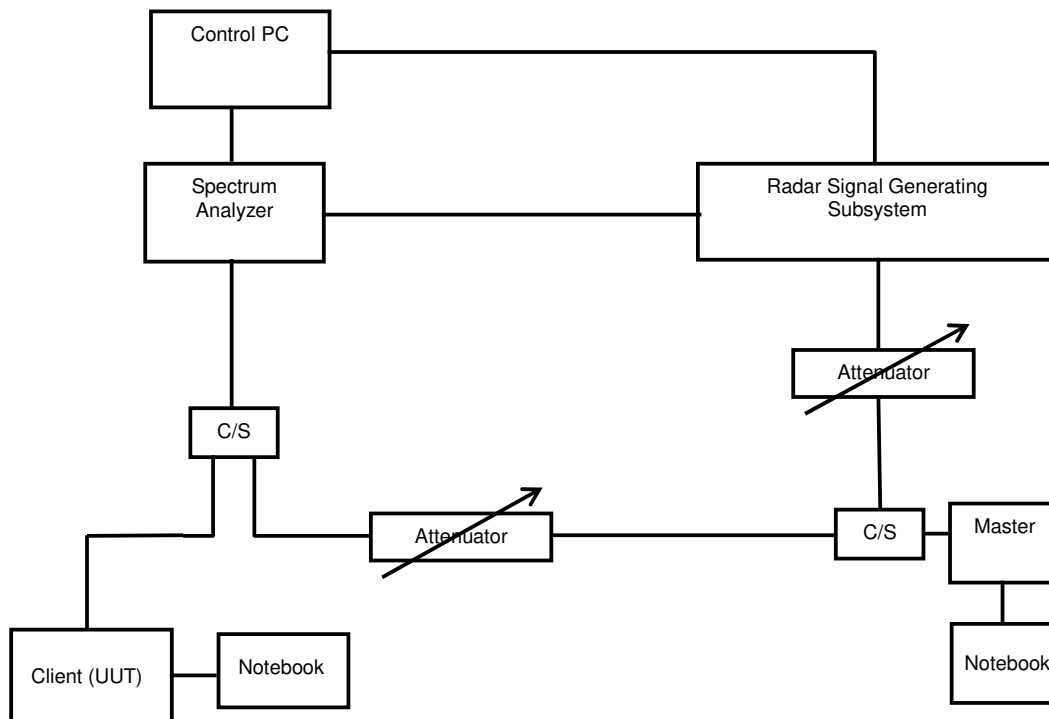 Control PC
Spectrum
Analyzer
Radar Signal Generating
Subsystem
Attenuator
C/S
Attenuator
C/S
Master
Client (UUT)
Notebook
Notebook